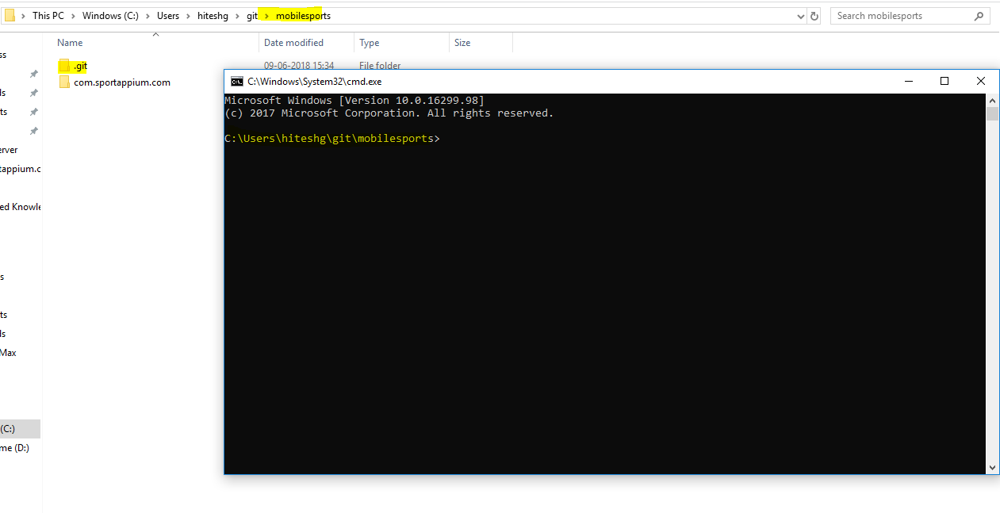 This PC > Windows (C:) > Users > hiteshg > git > mobilesports
Search mobilesports
Name Date modified Type Size
.git 09-06-2018 15:34 File folder
com.sportappium.com
ss
ls
ts
erver
tappium.c
ed Knowle
s
ts
ls
Max
(C:)
me (D:)
C:\Windows\System32\cmd.exe
Microsoft Windows [Version 10.0.16299.98]
(c) 2017 Microsoft Corporation. All rights reserved.
C:\Users\hiteshg\git\mobilesports>